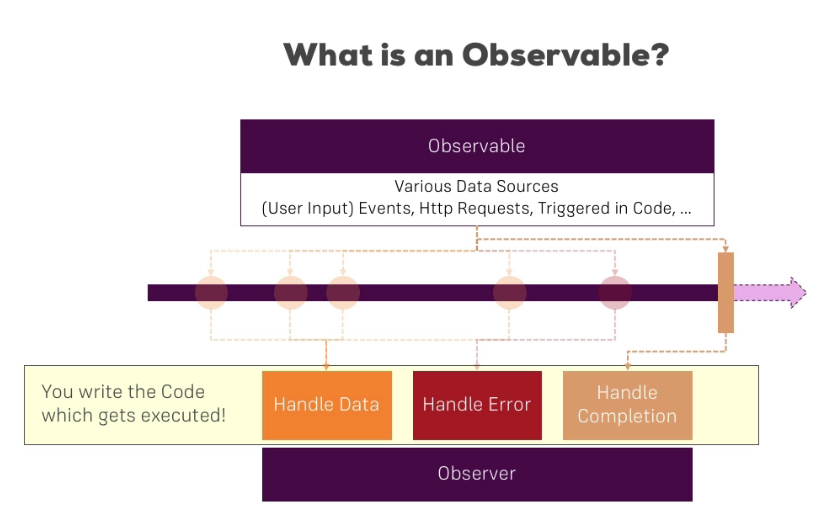 What is an Observable?
Observable
Various Data Sources
(User Input) Events, Http Requests, Triggered in Code, ...
You write the Code
which gets executed!
Handle Data
Handle Error
Handle
Completion
Observer